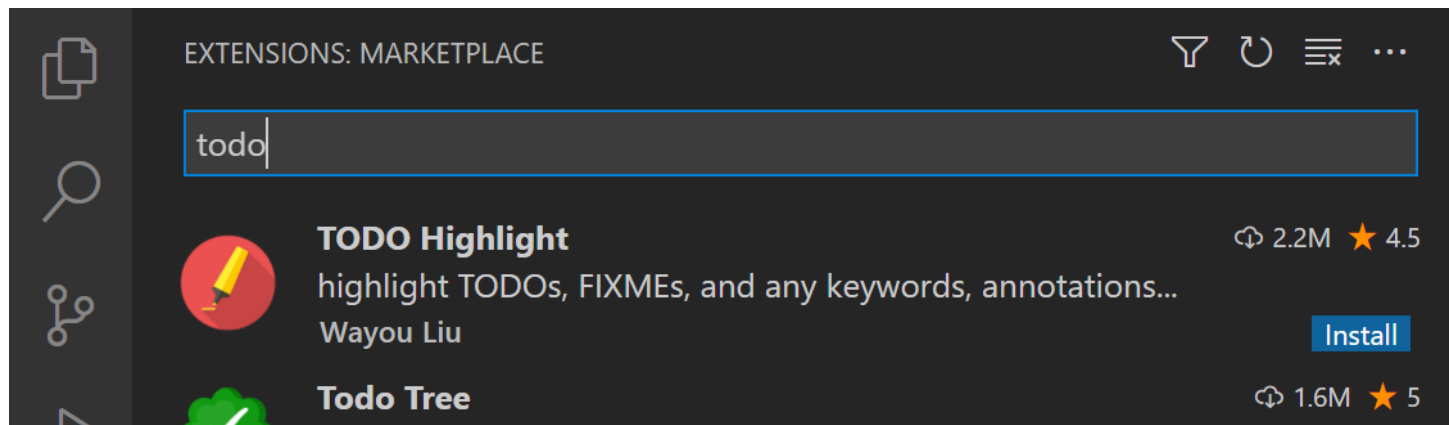 EXTENSIONS: MARKETPLACE
todo
TODO Highlight 2.2M 4.5
highlight TODOs, FIXMEs, and any keywords, annotations...
Wayou Liu Install
Todo Tree 1.6M 5